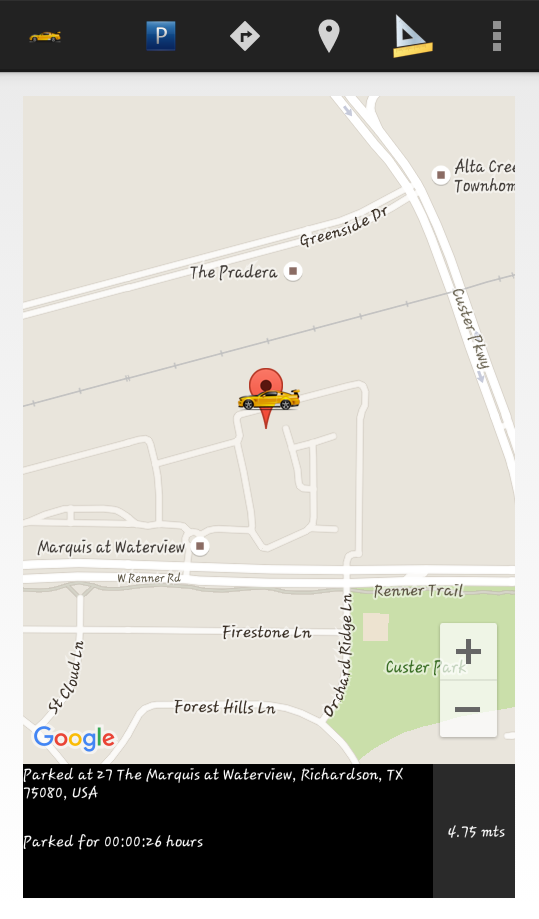 P
Alta Cree
Townhom
Greenside Dr
The Pradera
Custer Pkwy
Marquis at Waterview
W Renner Rd
Renner Trail
Firestone Ln
Orchard Ridge Ln
St Cloud Ln
Custer Park
+
Forest Hills Ln
−
Google
Parked at 27 The Marquis at Waterview, Richardson, TX
75080, USA
4.75 mts
Parked for 00:00:26 hours